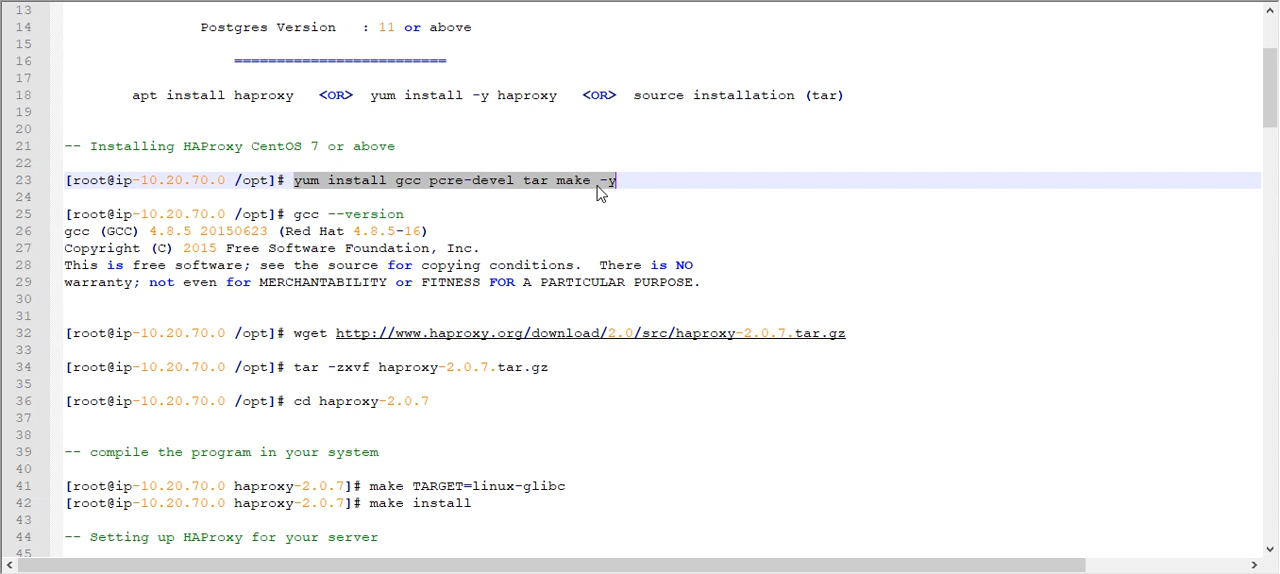 13
14 Postgres Version : 11 or above
15
16 =========================
17
18 apt install haproxy <OR> yum install -y haproxy <OR> source installation (tar)
19
20
21 -- Installing HAProxy CentOS 7 or above
22
23 [root@ip-10.20.70.0 /opt]# yum install gcc pcre-devel tar make -y
24
25 [root@ip-10.20.70.0 /opt]# gcc --version
26 gcc (GCC) 4.8.5 20150623 (Red Hat 4.8.5-16)
27 Copyright (C) 2015 Free Software Foundation, Inc.
28 This is free software; see the source for copying conditions.  There is NO
29 warranty; not even for MERCHANTABILITY or FITNESS FOR A PARTICULAR PURPOSE.
30
31
32 [root@ip-10.20.70.0 /opt]# wget http://www.haproxy.org/download/2.0/src/haproxy-2.0.7.tar.gz
33
34 [root@ip-10.20.70.0 /opt]# tar -zxvf haproxy-2.0.7.tar.gz
35
36 [root@ip-10.20.70.0 /opt]# cd haproxy-2.0.7
37
38
39 -- compile the program in your system
40
41 [root@ip-10.20.70.0 haproxy-2.0.7]# make TARGET=linux-glibc
42 [root@ip-10.20.70.0 haproxy-2.0.7]# make install
43
44 -- Setting up HAProxy for your server
45